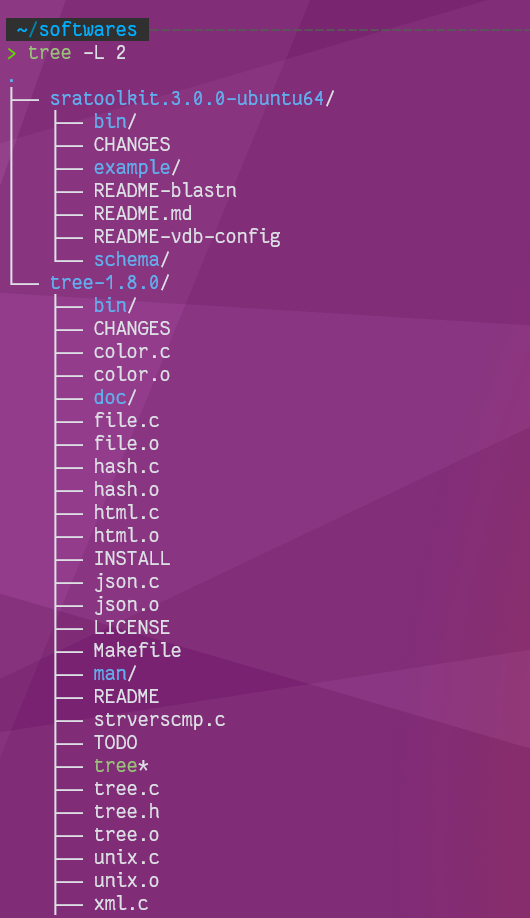 ~/softwares
> tree -L 2
.
├── sratoolkit.3.0.0-ubuntu64/
│   ├── bin/
│   ├── CHANGES
│   ├── example/
│   ├── README-blastn
│   ├── README.md
│   ├── README-vdb-config
│   └── schema/
└── tree-1.8.0/
    ├── bin/
    ├── CHANGES
    ├── color.c
    ├── color.o
    ├── doc/
    ├── file.c
    ├── file.o
    ├── hash.c
    ├── hash.o
    ├── html.c
    ├── html.o
    ├── INSTALL
    ├── json.c
    ├── json.o
    ├── LICENSE
    ├── Makefile
    ├── man/
    ├── README
    ├── strverscmp.c
    ├── TODO
    ├── tree*
    ├── tree.c
    ├── tree.h
    ├── tree.o
    ├── unix.c
    ├── unix.o
    ├── xml.c